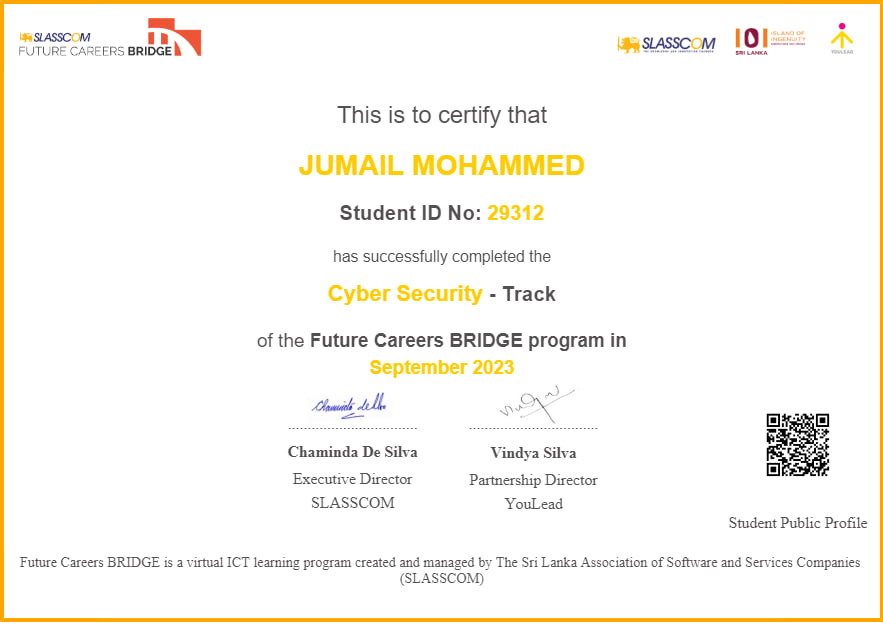 SLASSCOM
FUTURE CAREERS BRIDGE
SLASSCOM
SRI LANKA
ISLAND OF
INGENUITY
YOULEAD
This is to certify that
JUMAIL MOHAMMED
Student ID No: 29312
has successfully completed the
Cyber Security - Track
of the Future Careers BRIDGE program in
September 2023
Chaminda De Silva
Executive Director
SLASSCOM
Vindya Silva
Partnership Director
YouLead
Student Public Profile
Future Careers BRIDGE is a virtual ICT learning program created and managed by The Sri Lanka Association of Software and Services Companies
(SLASSCOM)